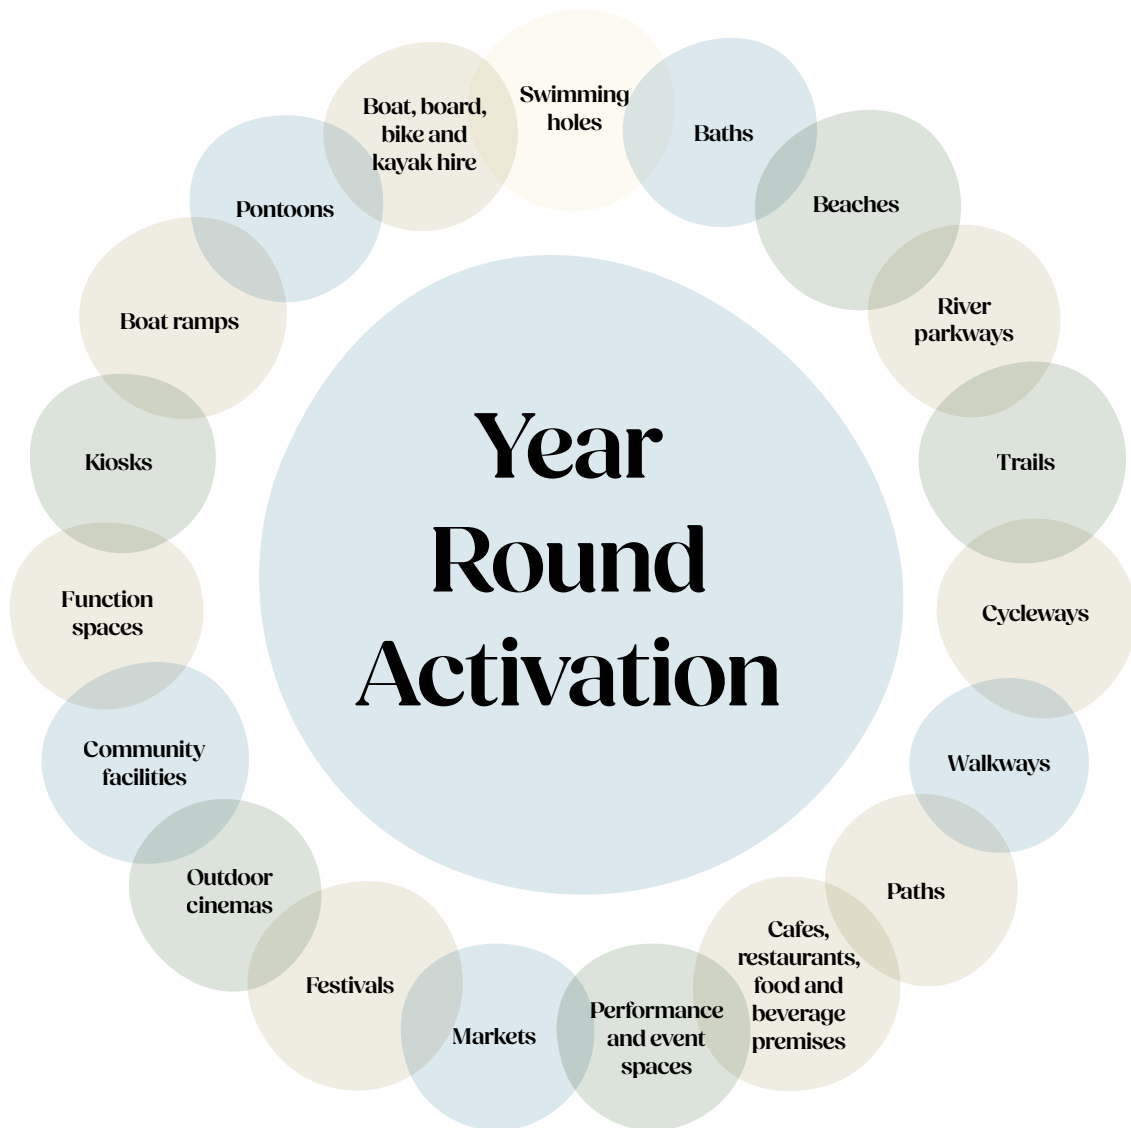 Swimming
holes
Baths
Beaches
River
parkways
Trails
Cycleways
Walkways
Paths
Cafes,
restaurants,
food and
beverage
premises
Performance
and event
spaces
Markets
Festivals
Outdoor
cinemas
Community
facilities
Function
spaces
Kiosks
Boat ramps
Pontoons
Boat, board,
bike and
kayak hire
Year
Round
Activation